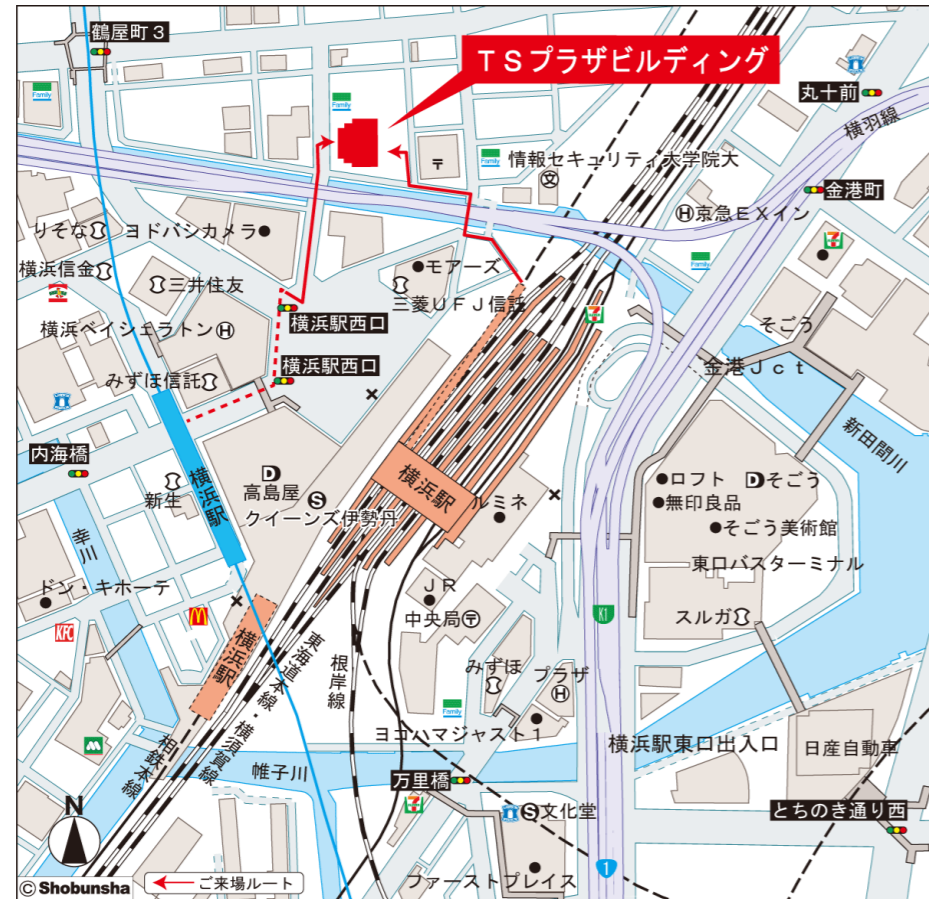 鶴屋町3
TSプラザビルディング
丸十前
Family
Family
横羽線
Family
情報セキュリティ大学院大
文
金港町
りそな
ヨドバシカメラ
H京急EXイン
7
横浜信金
三井住友
モアーズ
Family
三菱UFJ信託
横浜駅西口
7
そごう
横浜ベイシェラトンH
横浜駅西口
金港Jct
みずほ信託
新田間川
内海橋
横浜駅
D
高島屋
S
クイーンズ伊勢丹
横浜駅
ルミネ
ロフト
Dそごう
無印良品
そごう美術館
新生
幸川
東口バスターミナル
ドン・キホーテ
JR
中央局
K1
スルガ
KFC
M
横浜駅
東海道本線・横須賀線
根岸線
みずほ
プラザ
H
Family
ヨコハマジャスト1
横浜駅東口出入口
日産自動車
相鉄本線
帷子川
万里橋
7
S文化堂
とちのき通り西
N
1
ファーストプレイス
© Shobunsha
ご来場ルート